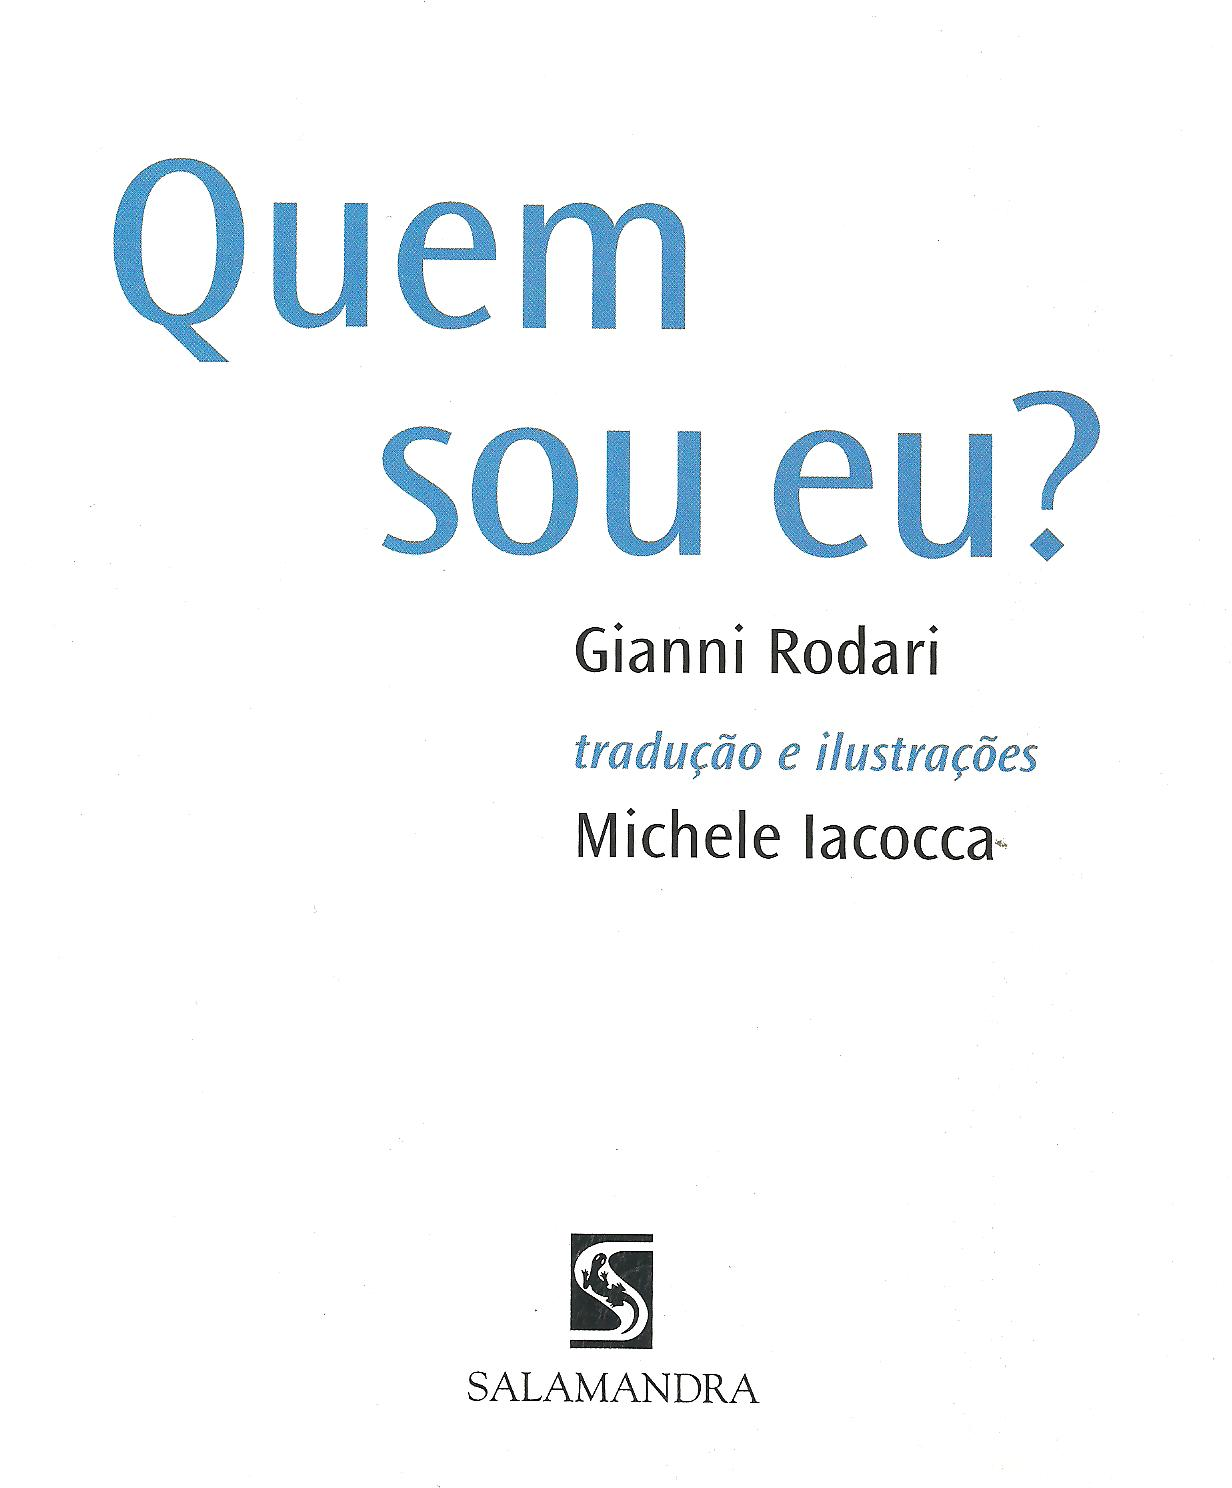 Quem
sou eu?
Gianni Rodari
tradução e ilustrações
Michele Iacocca
SALAMANDRA